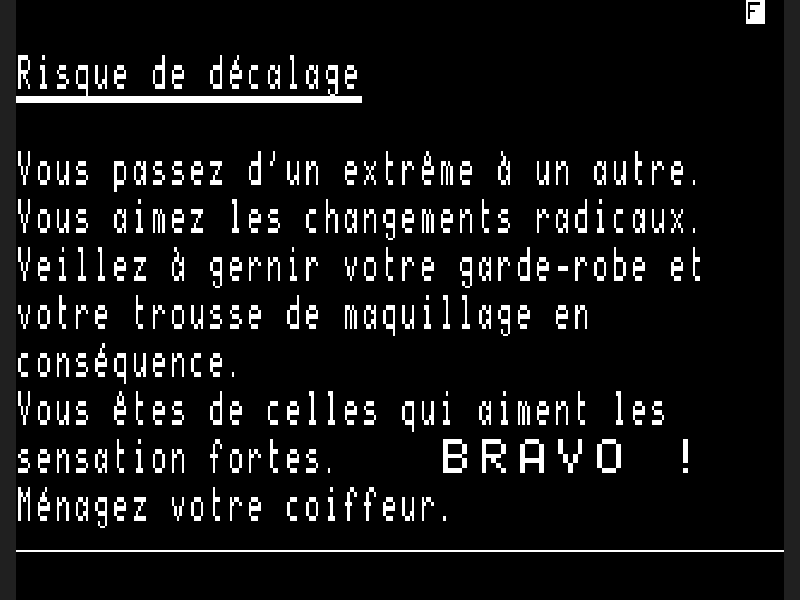 F
Risque de décalage
Vous passez d'un extrême à un autre.
Vous aimez les changements radicaux.
Veillez à gernir votre garde-robe et
votre trousse de maquillage en
conséquence.
Vous êtes de celles qui aiment les
sensation fortes. BRAVO !
Ménagez votre coiffeur.